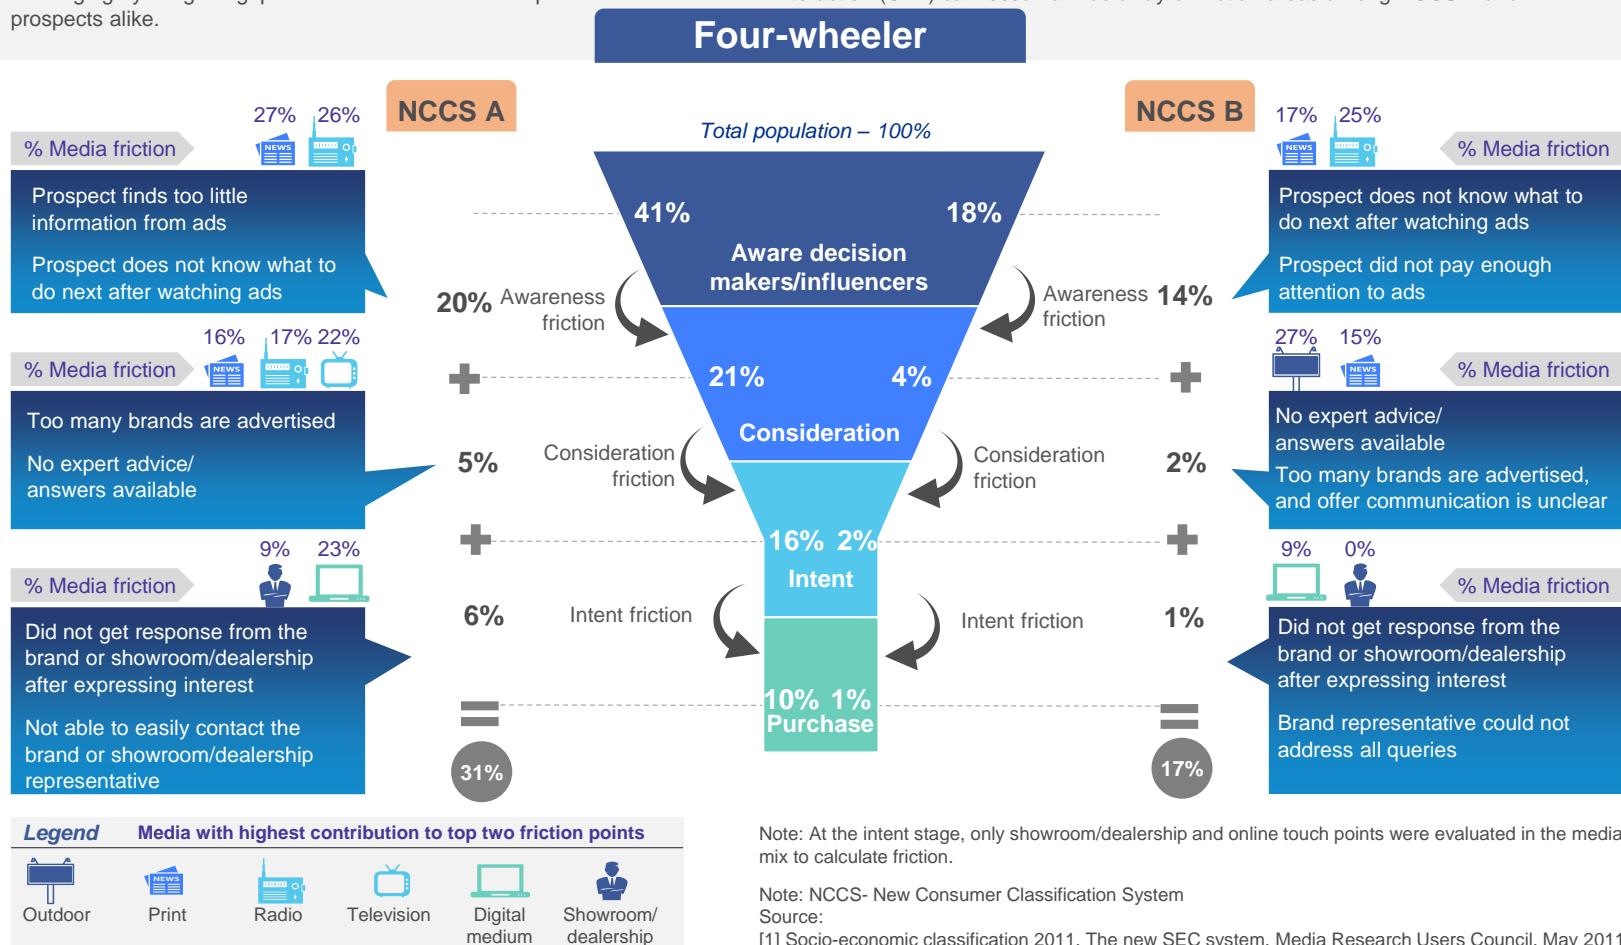 prospects alike.
Four-wheeler
NCCS A
NCCS B
Total population – 100%
27% 26%
% Media friction
NEWS
Prospect finds too little
information from ads
Prospect does not know what to
do next after watching ads
16% 17% 22%
% Media friction
NEWS
Too many brands are advertised
No expert advice/
answers available
9% 23%
% Media friction
Did not get response from the
brand or showroom/dealership
after expressing interest
Not able to easily contact the
brand or showroom/dealership
representative
20% Awareness
friction
5%
Consideration
friction
6%
Intent friction
31%
41% 18%
Aware decision
makers/influencers
21% 4%
Consideration
16% 2%
Intent
10% 1%
Purchase
Awareness 14%
friction
Consideration
friction
2%
Intent friction
1%
17%
17% 25%
NEWS
% Media friction
Prospect does not know what to
do next after watching ads
Prospect did not pay enough
attention to ads
27% 15%
NEWS
% Media friction
No expert advice/
answers available
Too many brands are advertised,
and offer communication is unclear
9% 0%
% Media friction
Did not get response from the
brand or showroom/dealership
after expressing interest
Brand representative could not
address all queries
Legend Media with highest contribution to top two friction points
NEWS
Outdoor Print Radio Television Digital
medium Showroom/
dealership
Note: At the intent stage, only showroom/dealership and online touch points were evaluated in the media
mix to calculate friction.
Note: NCCS- New Consumer Classification System
Source:
[1] Socio-economic classification 2011, The new SEC system, Media Research Users Council, May 201